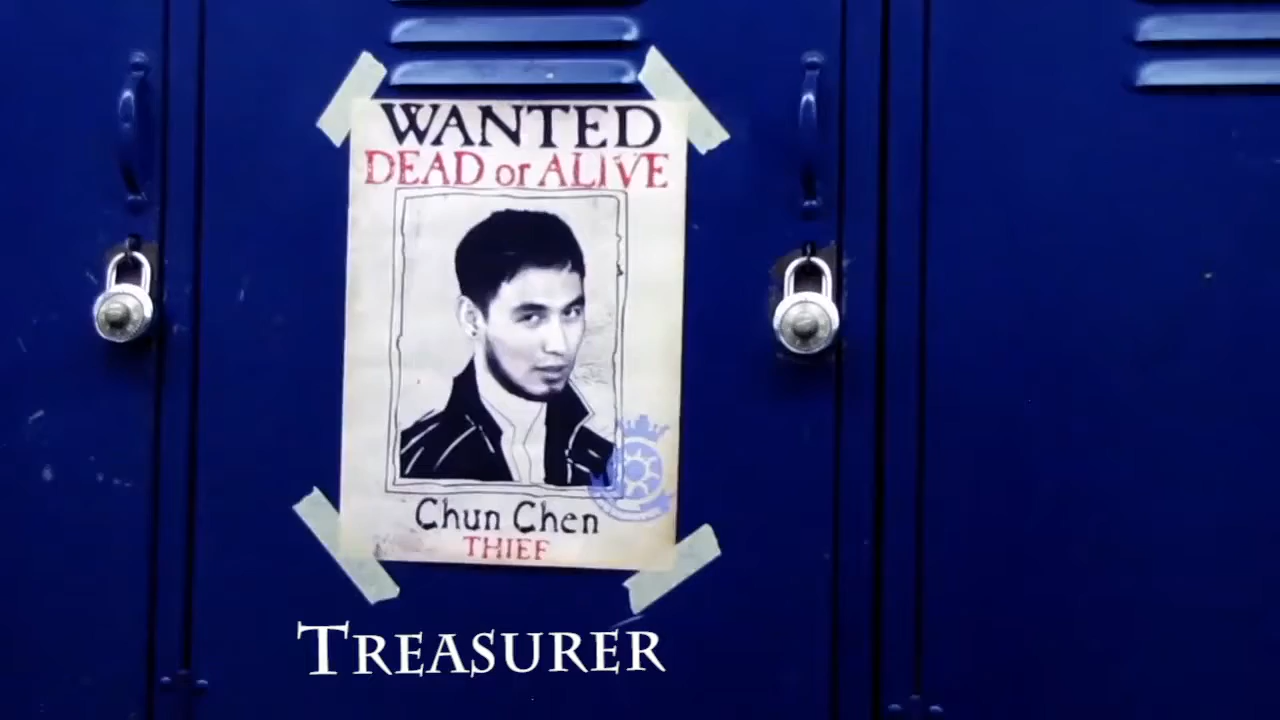 WANTED
DEAD or ALIVE
Chun Chen
THIEF
TREASURER